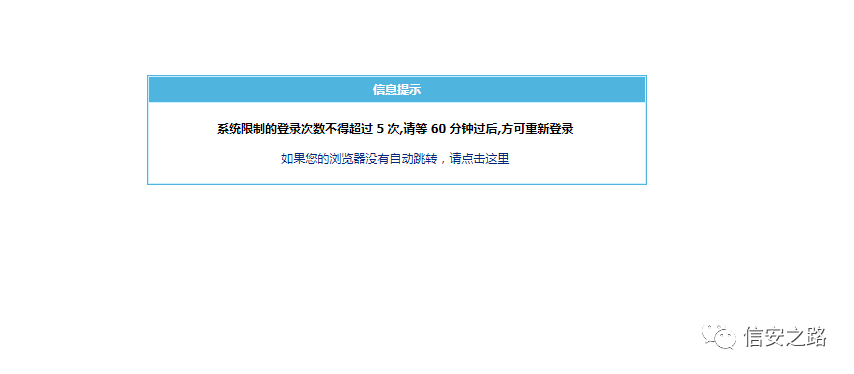 信息提示
系统限制的登录次数不得超过 5 次,请等 60 分钟过后,方可重新登录
如果您的浏览器没有自动跳转，请点击这里
信安之路